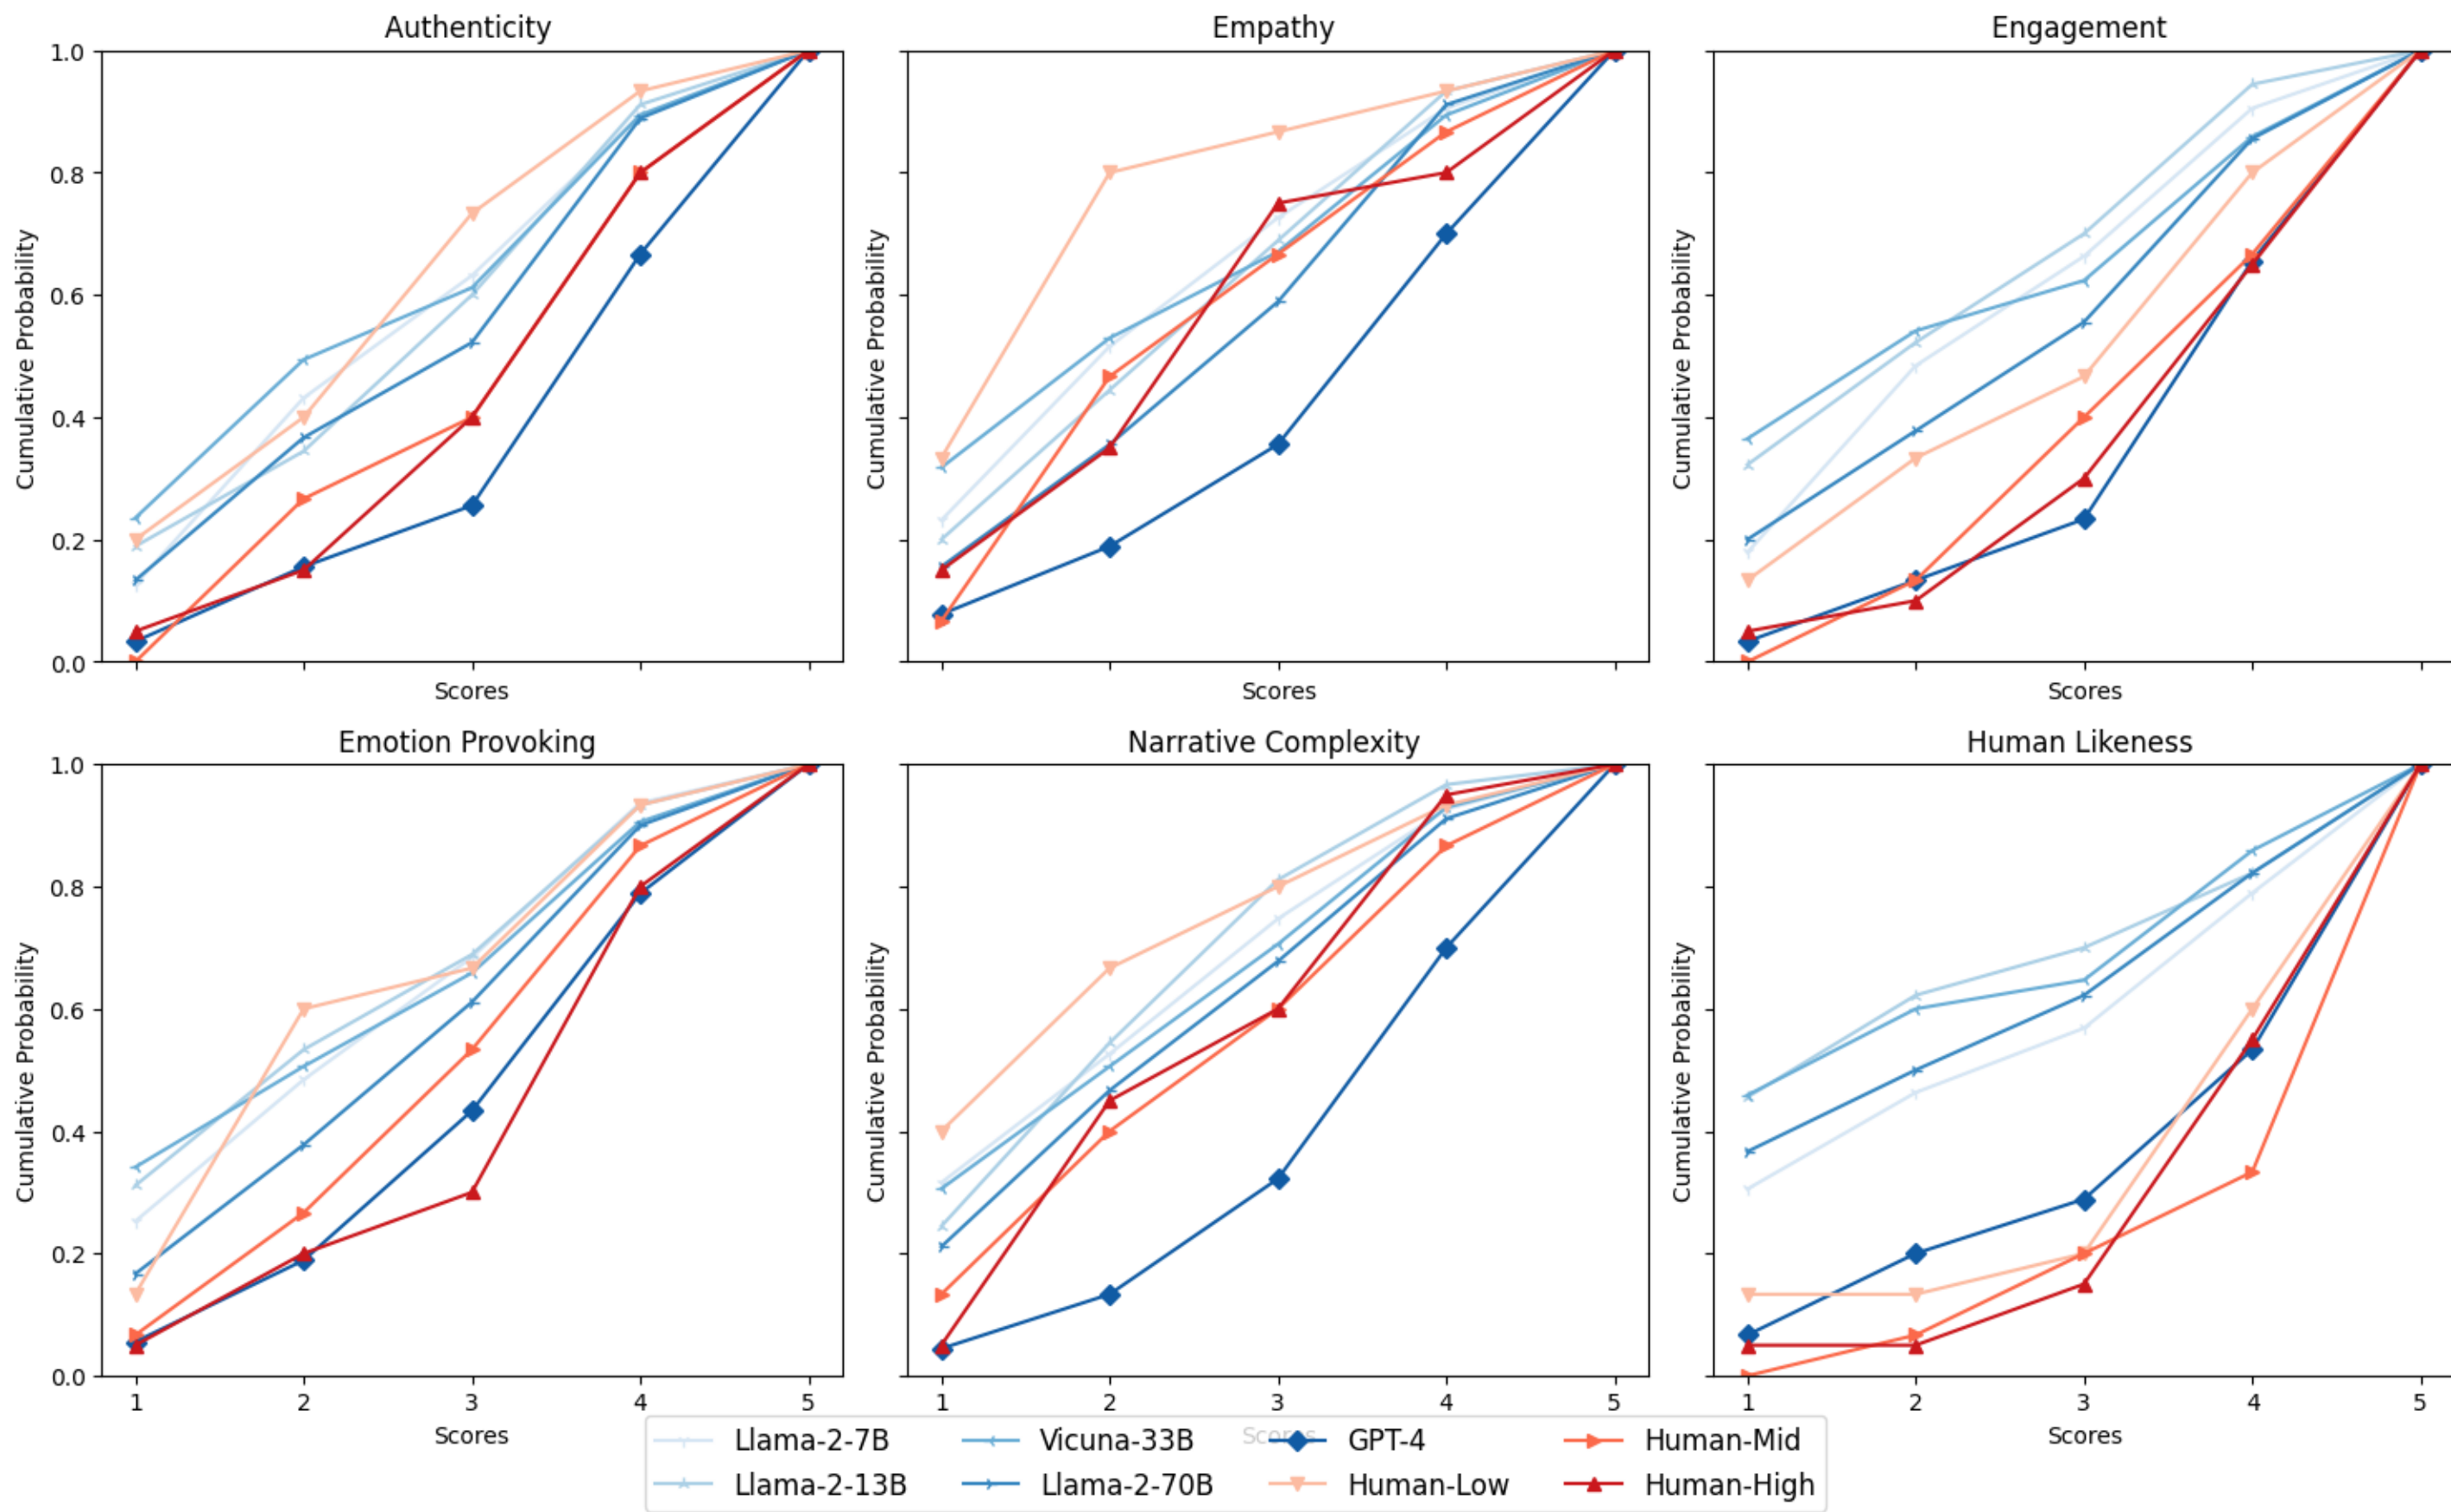 Authenticity
Empathy
Engagement
1.0
0.8
0.6
0.4
0.2
0.0
Cumulative Probability
Cumulative Probability
Cumulative Probability
Scores
Scores
Scores
Emotion Provoking
Narrative Complexity
Human Likeness
1.0
0.8
0.6
0.4
0.2
0.0
Cumulative Probability
Cumulative Probability
Cumulative Probability
1 2 3 4 5
1 2 3 4 5
1 2 3 4 5
Scores
Scores
Scores
Llama-2-7B Vicuna-33B GPT-4 Human-Mid
Llama-2-13B Llama-2-70B Human-Low Human-High